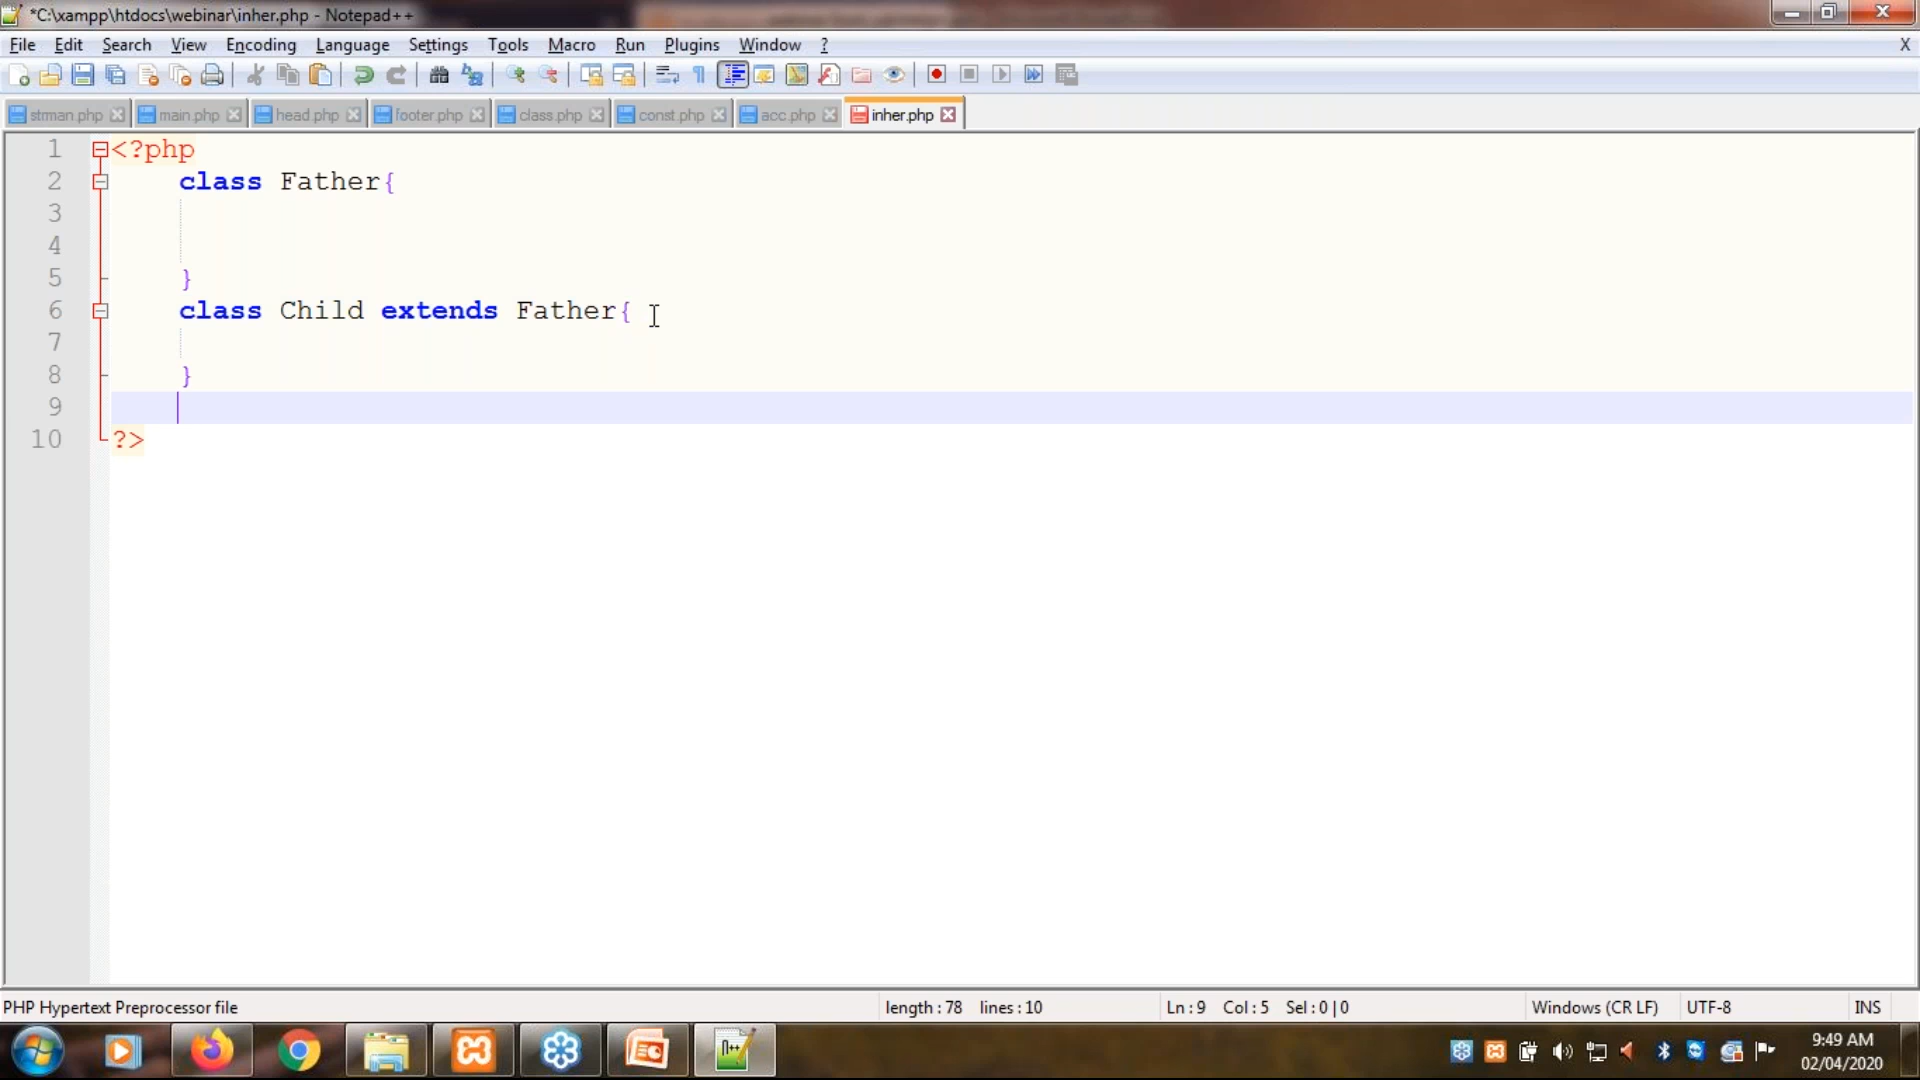 *C:\xampp\htdocs\webinar\inher.php - Notepad++
File Edit Search View Encoding Language Settings Tools Macro Run Plugins Window ? X
stman.php main.php head.php footer.php class.php const.php acc.php inher.php
1 <?php
2 class Father{
3
4
5 }
6 class Child extends Father{
7
8 }
9
10 ?>
PHP Hypertext Preprocessor file length : 78 lines : 10 Ln : 9 Col : 5 Sel : 0 | 0 Windows (CR LF) UTF-8 INS
9:49 AM
02/04/2020